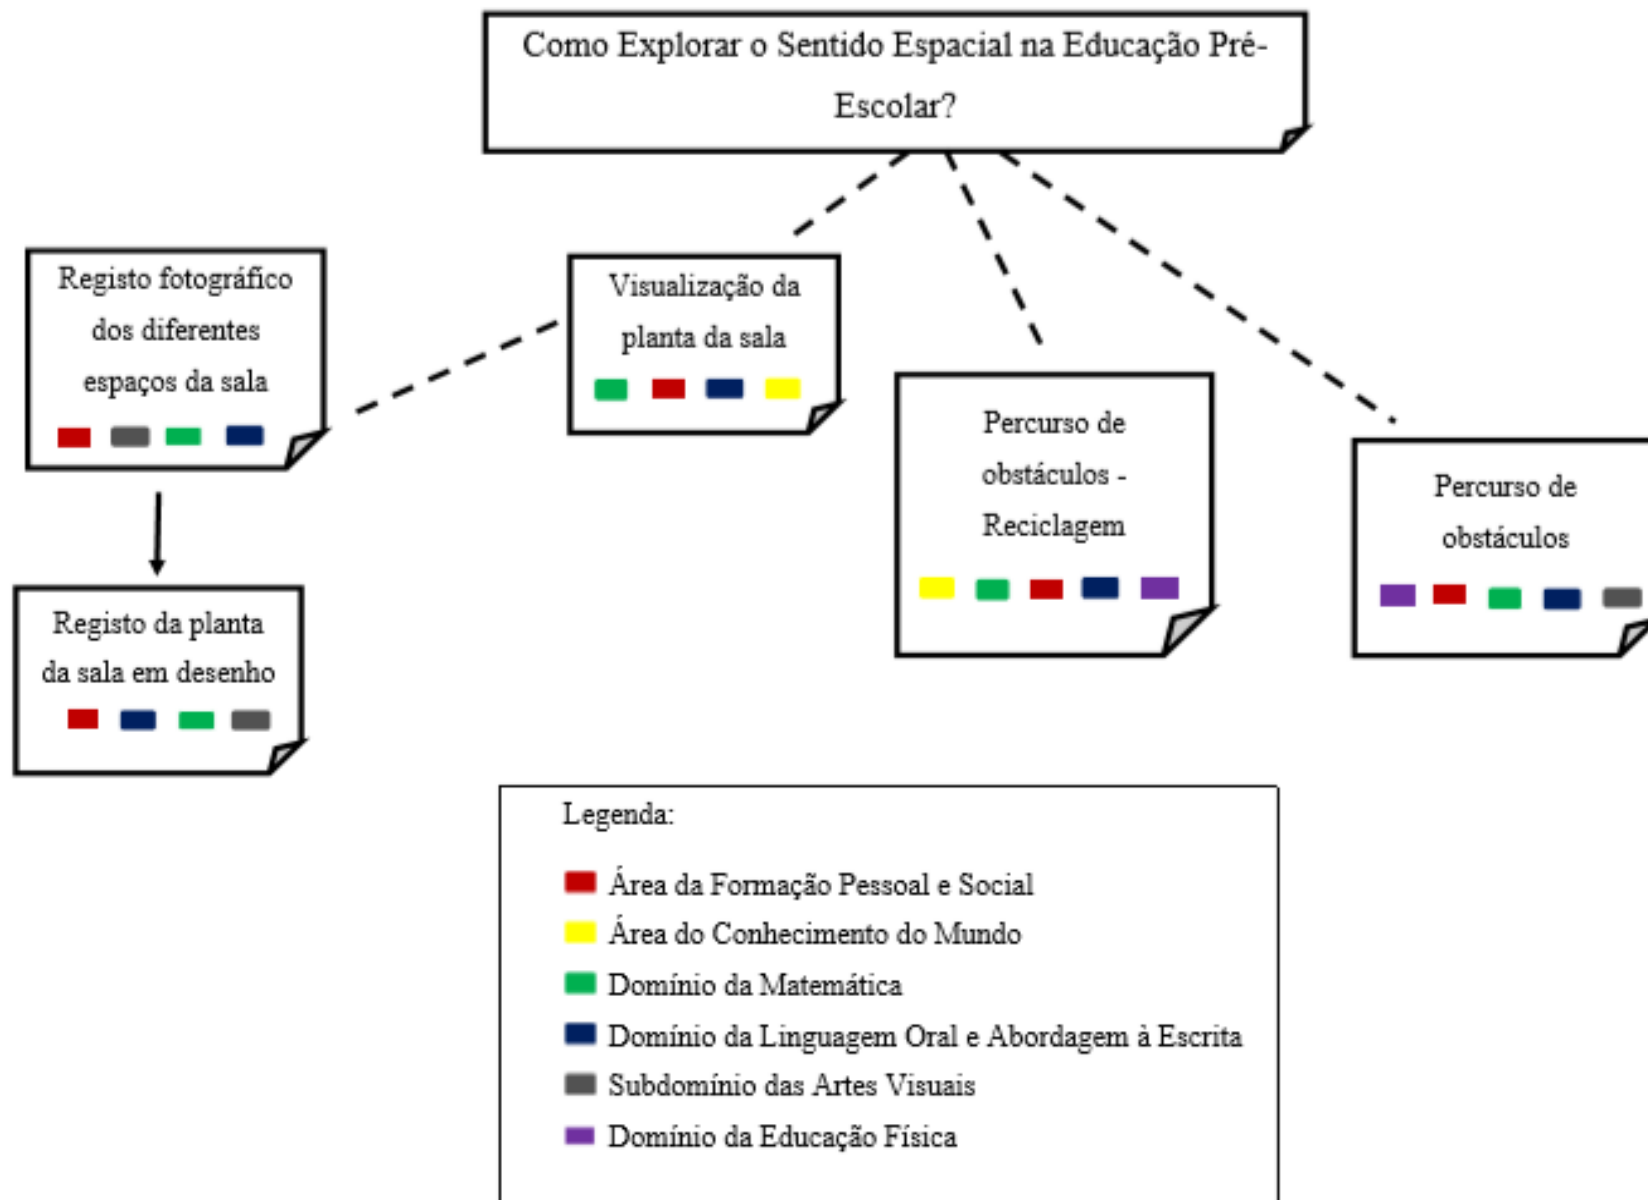 Como Explorar o Sentido Espacial na Educação Pré-
Escolar?
Registo fotográfico
dos diferentes
espaços da sala
Visualização da
planta da sala
Percurso de
obstáculos -
Reciclagem
Percurso de
obstáculos
Registo da planta
da sala em desenho
Legenda:
Área da Formação Pessoal e Social
Área do Conhecimento do Mundo
Domínio da Matemática
Domínio da Linguagem Oral e Abordagem à Escrita
Subdomínio das Artes Visuais
Domínio da Educação Física